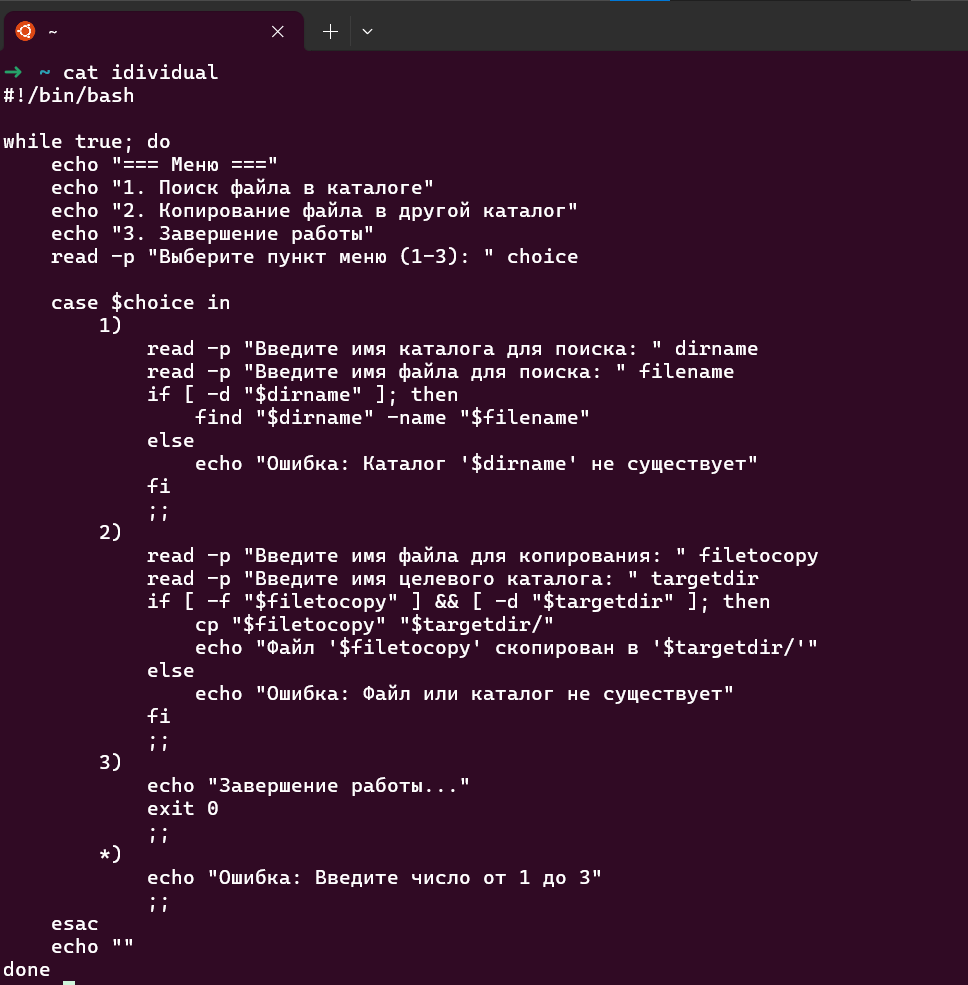 ~
➜ ~ cat idividual
#!/bin/bash

while true; do
    echo "=== Меню ==="
    echo "1. Поиск файла в каталоге"
    echo "2. Копирование файла в другой каталог"
    echo "3. Завершение работы"
    read -p "Выберите пункт меню (1-3): " choice

    case $choice in
        1)
            read -p "Введите имя каталога для поиска: " dirname
            read -p "Введите имя файла для поиска: " filename
            if [ -d "$dirname" ]; then
                find "$dirname" -name "$filename"
            else
                echo "Ошибка: Каталог '$dirname' не существует"
            fi
            ;;
        2)
            read -p "Введите имя файла для копирования: " filetocopy
            read -p "Введите имя целевого каталога: " targetdir
            if [ -f "$filetocopy" ] && [ -d "$targetdir" ]; then
                cp "$filetocopy" "$targetdir/"
                echo "Файл '$filetocopy' скопирован в '$targetdir/'"
            else
                echo "Ошибка: Файл или каталог не существует"
            fi
            ;;
        3)
            echo "Завершение работы..."
            exit 0
            ;;
        *)
            echo "Ошибка: Введите число от 1 до 3"
            ;;
    esac
    echo ""
done